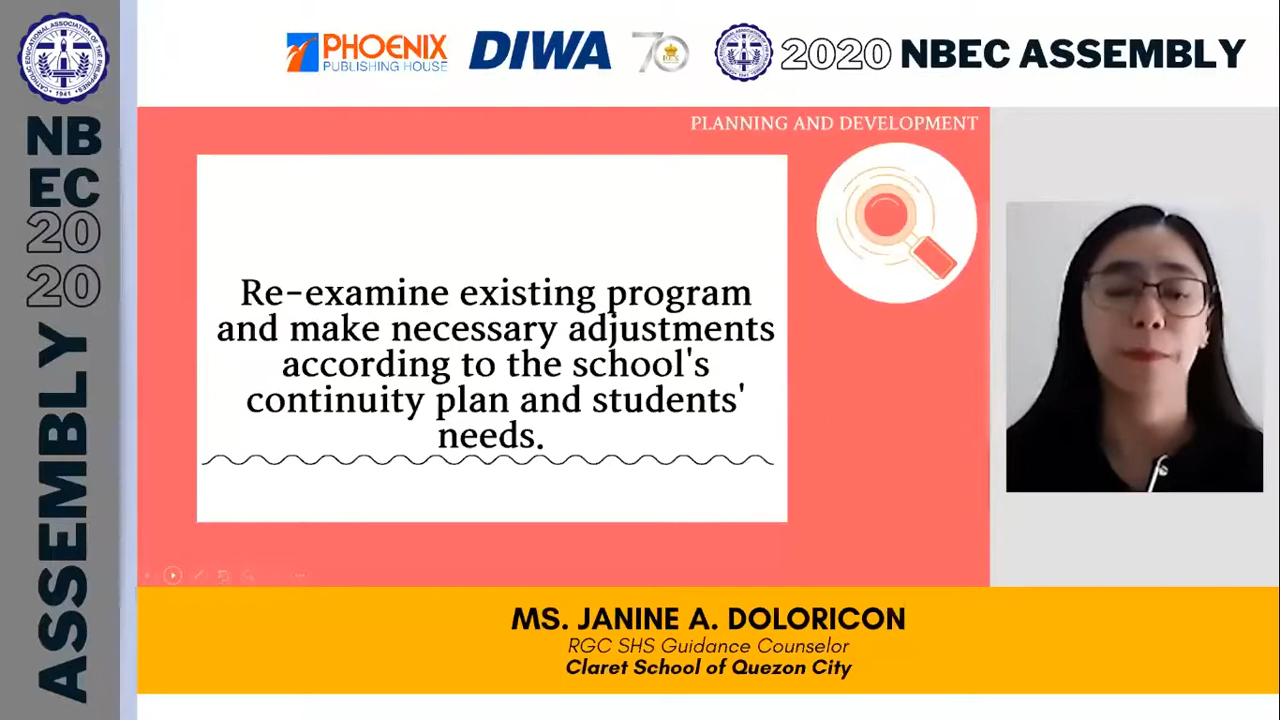 PHOENIX
PUBLISHING HOUSE
DIWA
70
2020 NBEC ASSEMBLY
NB
EC
20
20
ASSEMBLY
PLANNING AND DEVELOPMENT
Re-examine existing program
and make necessary adjustments
according to the school's
continuity plan and students'
needs.
MS. JANINE A. DOLORICON
RGC SHS Guidance Counselor
Claret School of Quezon City